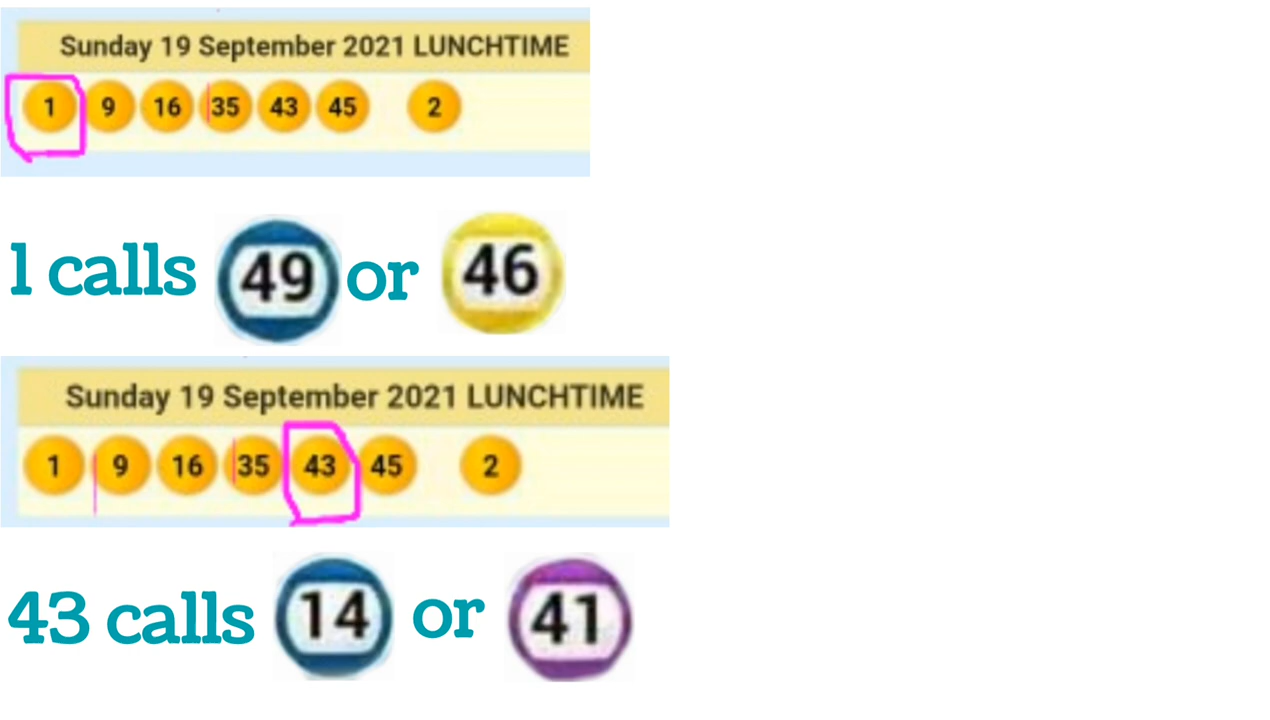 Sunday 19 September 2021 LUNCHTIME
1 9 16 35 43 45 2
1 calls 49 or 46
Sunday 19 September 2021 LUNCHTIME
1 9 16 35 43 45 2
43 calls 14 or 41